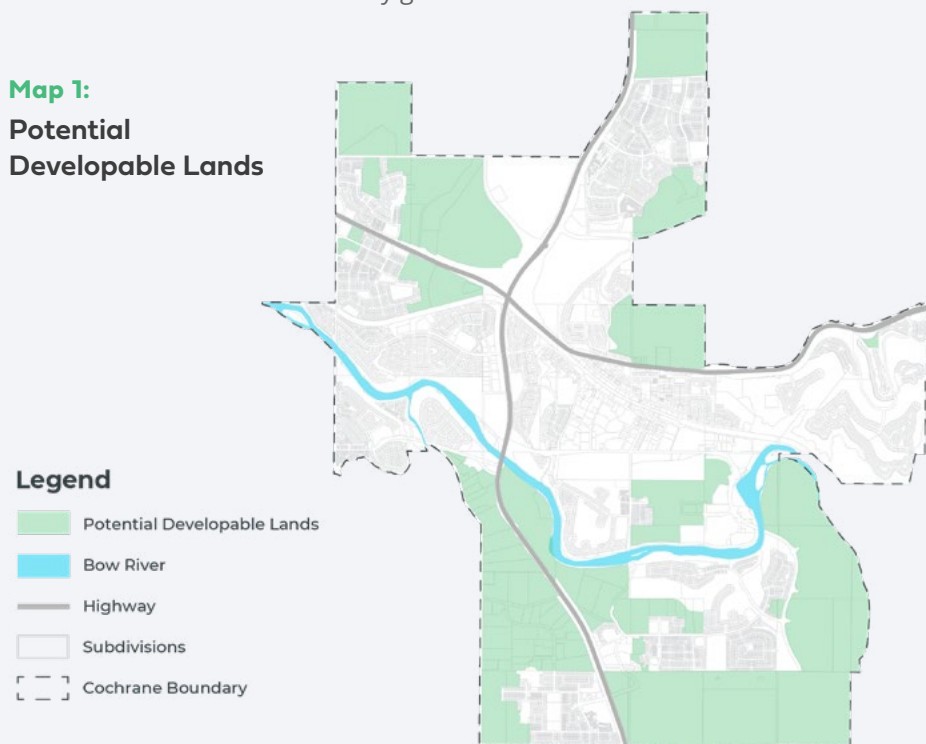 Map 1:
Potential
Developable Lands
Legend
Potential Developable Lands
Bow River
Highway
Subdivisions
Cochrane Boundary